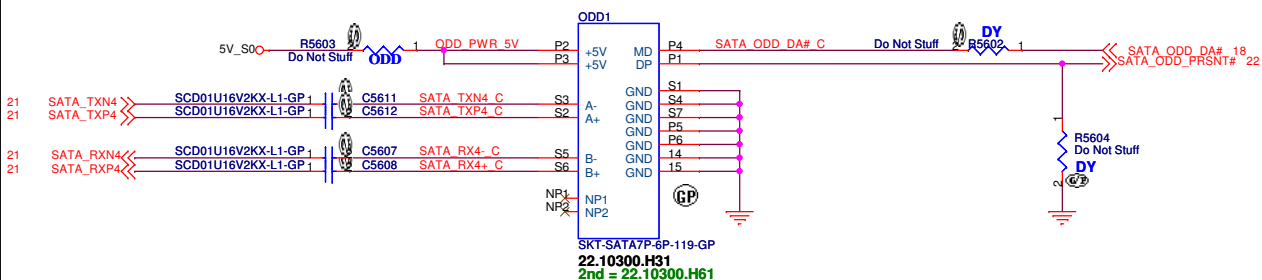 ODD1
5V_S0
R5603
Do Not Stuff
2
1
ODD
ODD_PWR_5V
P2
P3
+5V
+5V
MD
DP
P4
P1
SATA_ODD_DA#_C
Do Not Stuff
DY
R5602
2
1
SATA_ODD_DA# 18
SATA_ODD_PRSNT# 22
21 SATA_TXN4 SCD01U16V2KX-L1-GP 1 C5611 SATA_TXN4_C S3 A-
21 SATA_TXP4 SCD01U16V2KX-L1-GP 1 C5612 SATA_TXP4_C S2 A+
21 SATA_RXN4 SCD01U16V2KX-L1-GP 1 C5607 SATA_RX4-_C S5 B-
21 SATA_RXP4 SCD01U16V2KX-L1-GP 1 C5608 SATA_RX4+_C S6 B+
GND S1
GND S4
GND S7
GND P5
GND P6
GND 14
GND 15
1
R5604
Do Not Stuff
DY
2
G/P
NP1 NP1
NP2 NP2
GP
SKT-SATA7P-6P-119-GP
22.10300.H31
2nd = 22.10300.H61